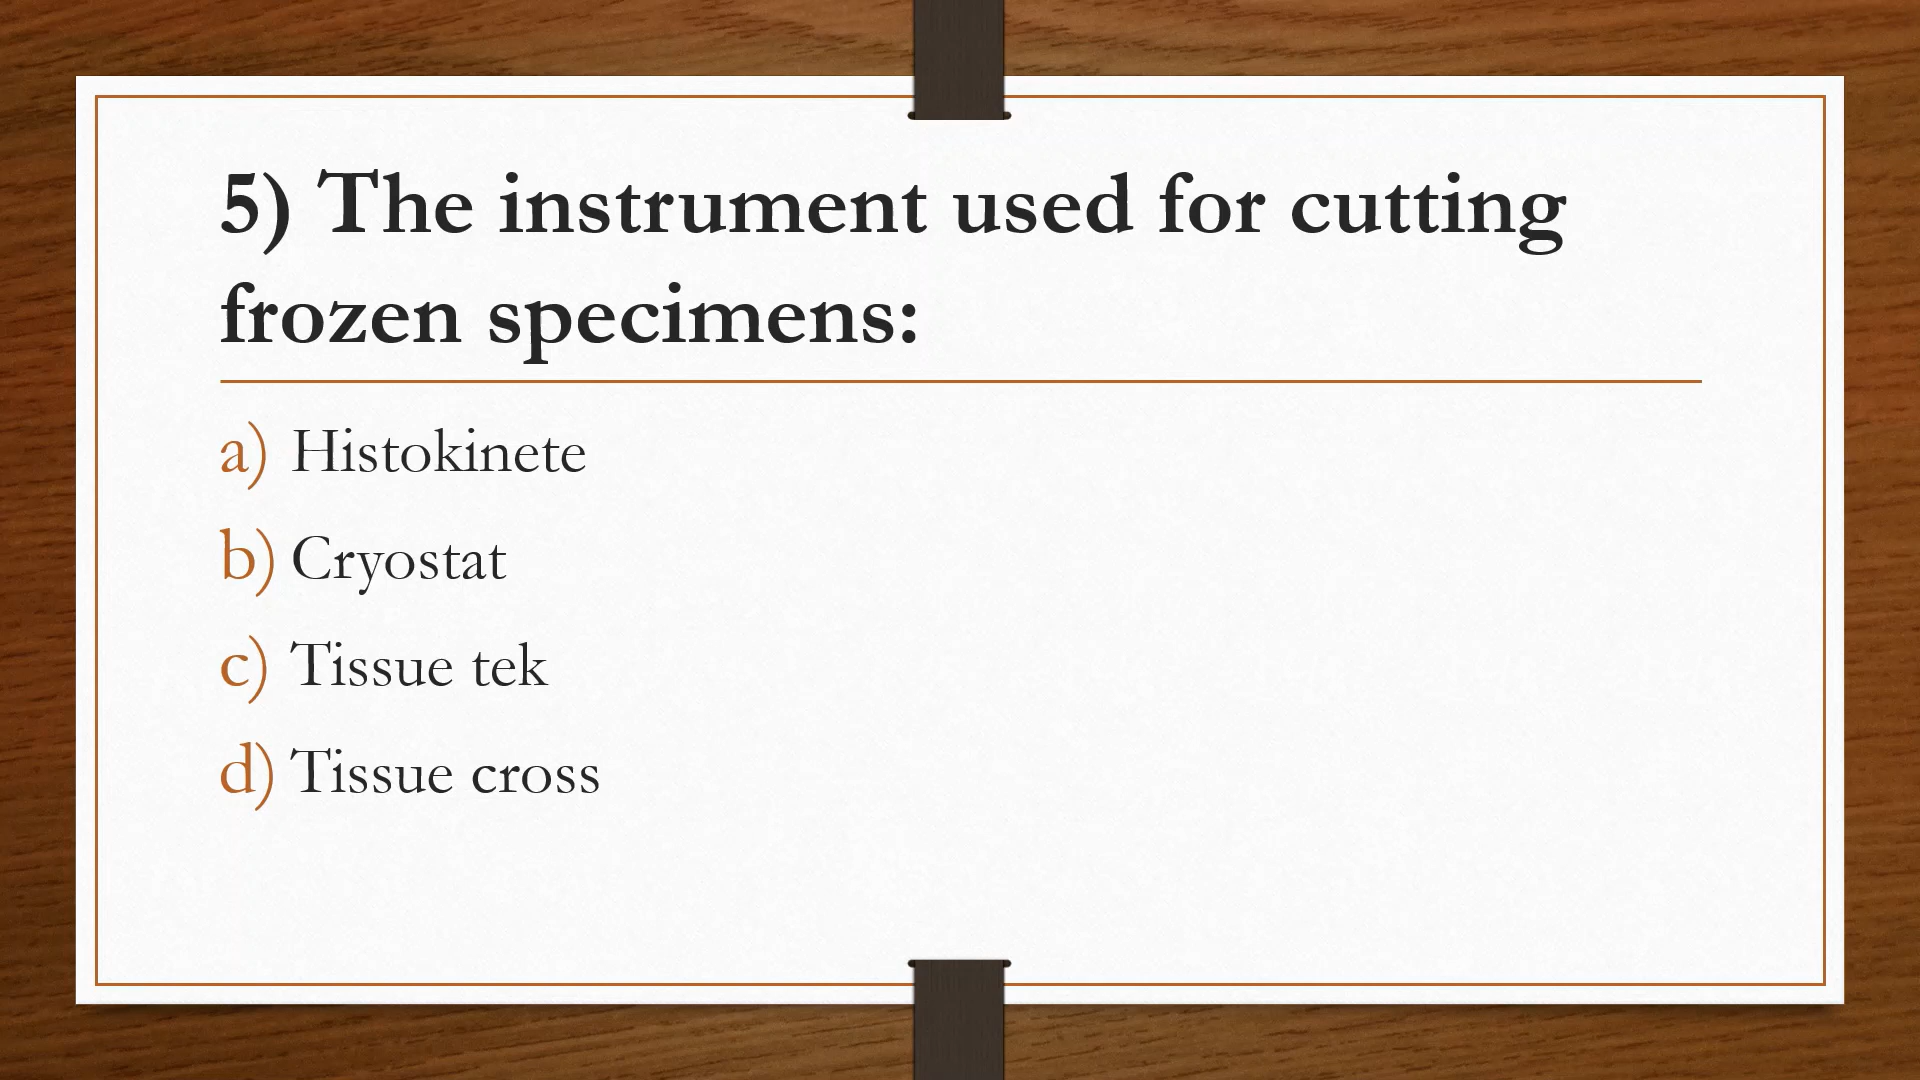 5) The instrument used for cutting
frozen specimens:
a) Histokinete
b) Cryostat
c) Tissue tek
d) Tissue cross